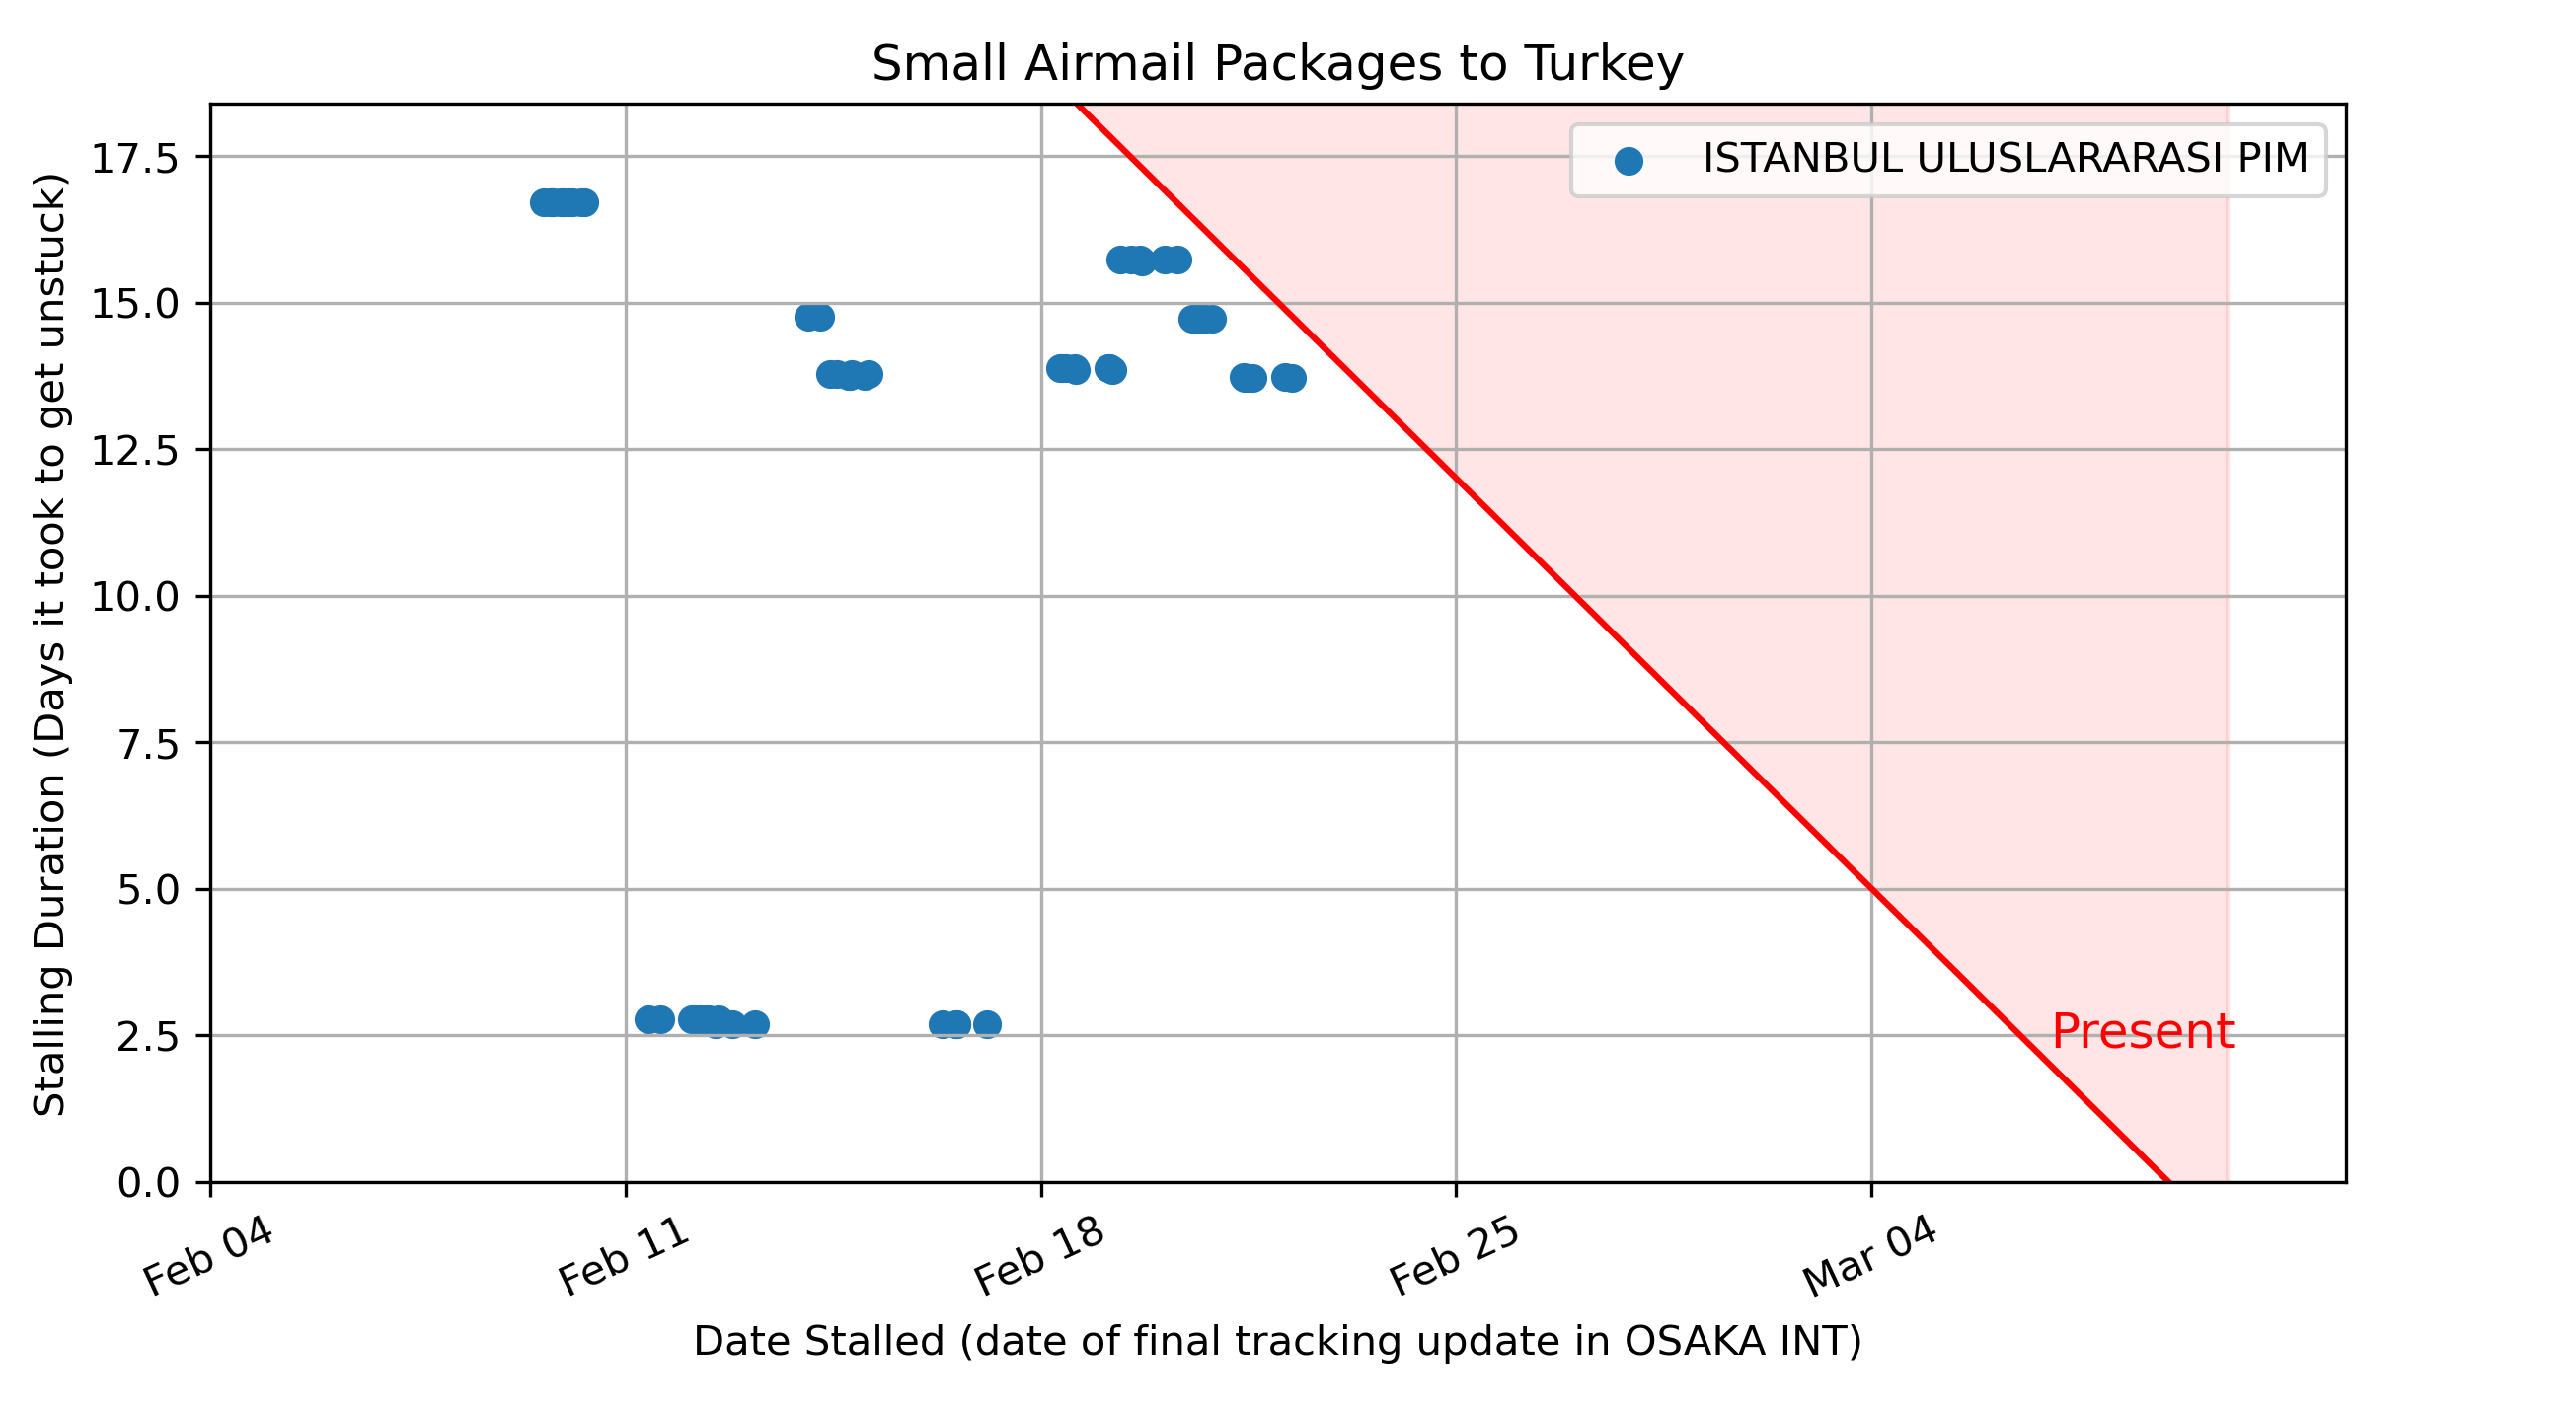 Small Airmail Packages to Turkey
ISTANBUL ULUSLARARASI PIM
Stalling Duration (Days it took to get unstuck)
17.5
15.0
12.5
10.0
7.5
5.0
2.5
0.0
Present
Feb 04
Feb 11
Feb 18
Feb 25
Mar 04
Date Stalled (date of final tracking update in OSAKA INT)